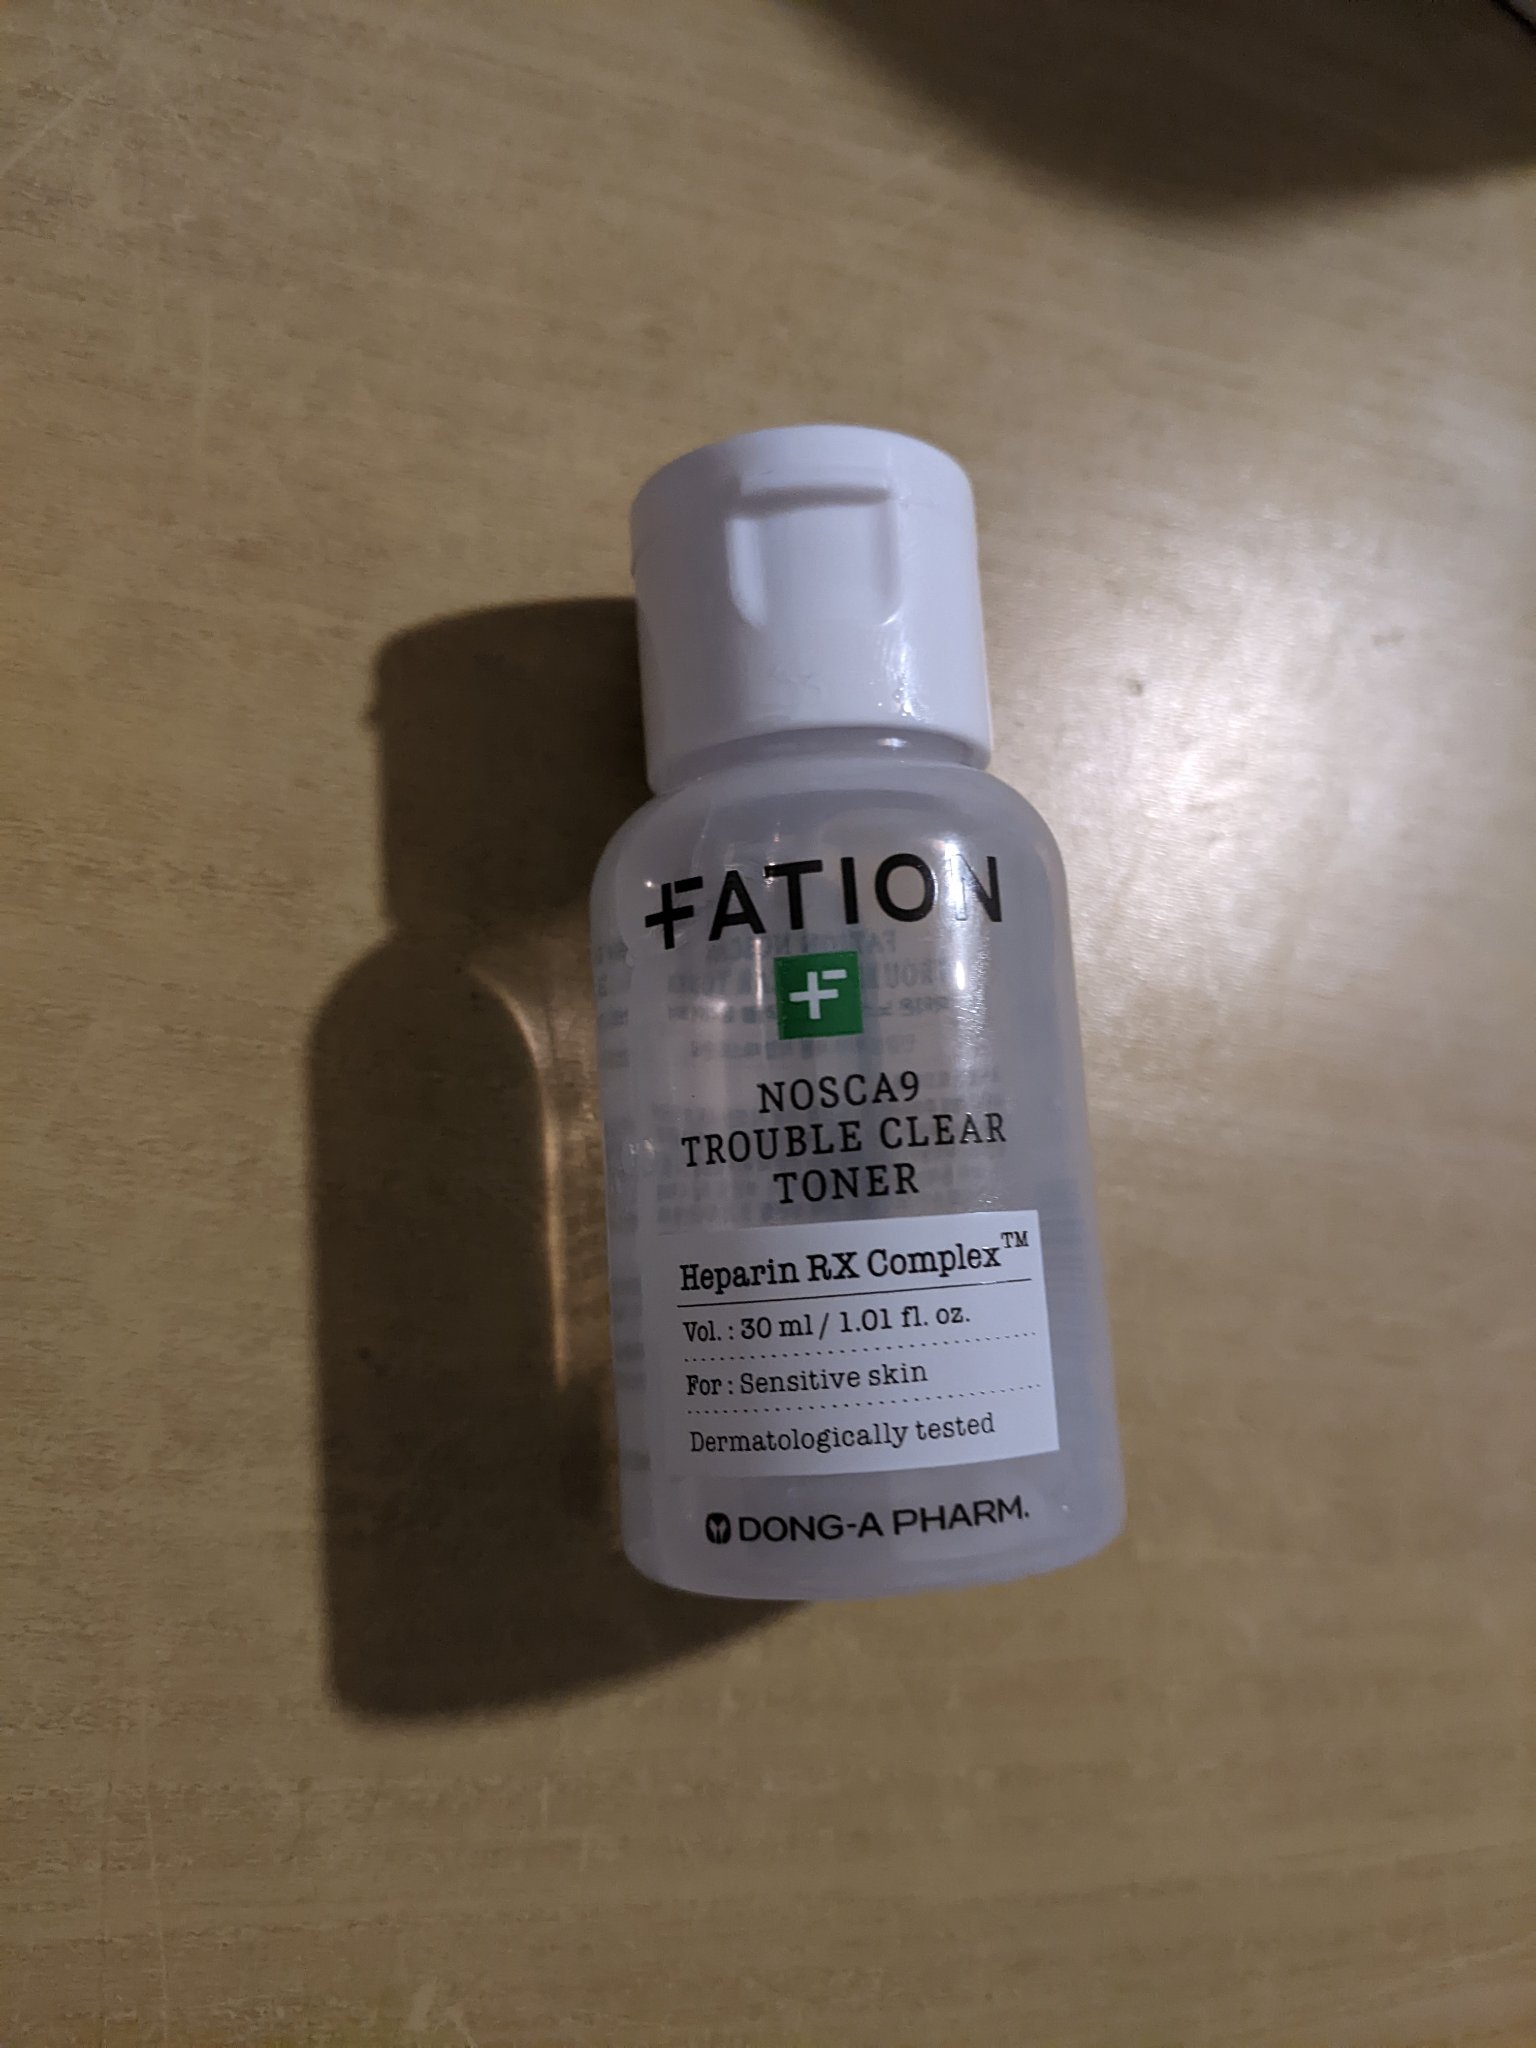 FATION
NOSCA9
TROUBLE CLEAR
TONER
Heparin RX Complex™
Vol. : 30 ml / 1.01 fl. oz.
For : Sensitive skin
Dermatologically tested
DONG-A PHARM.